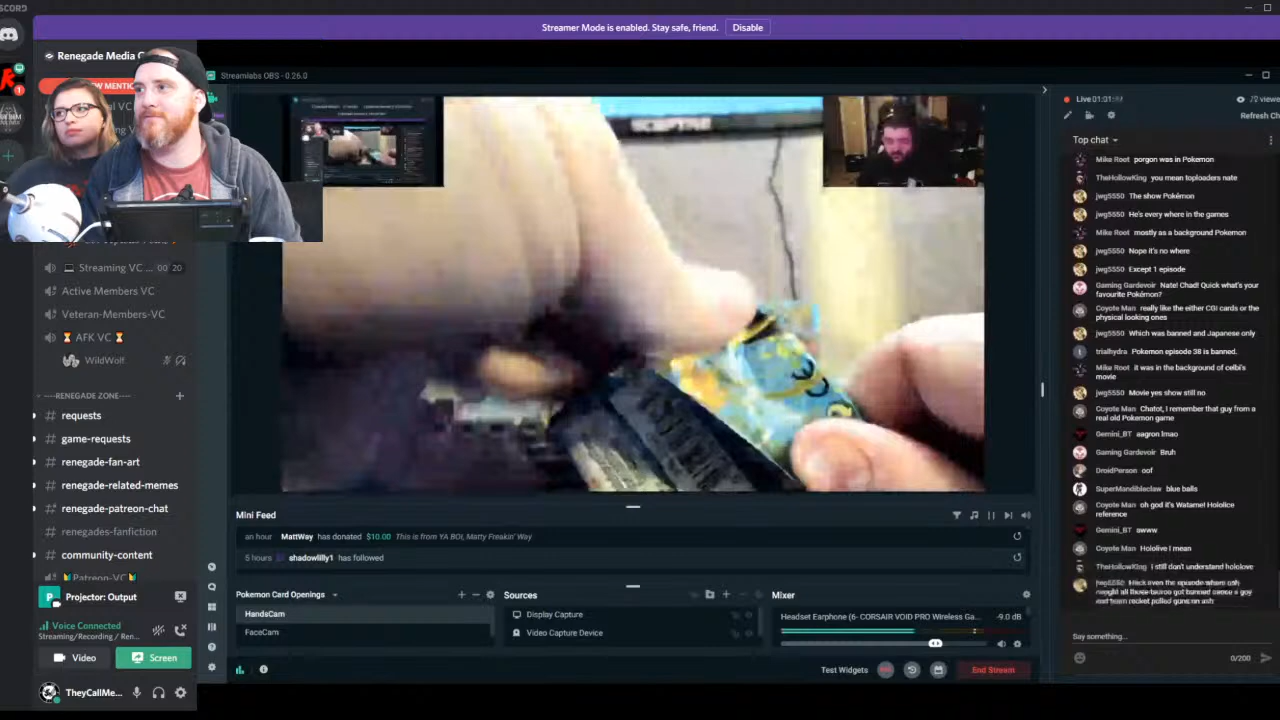 Streamer Mode is enabled. Stay safe, friend.
Disable
Renegade Media
Streaming VC ... 00 20
Active Members VC
Veteran-Members-VC
AFK VC
WildWolf
----RENEGADE ZONE----
# requests
# game-requests
# renegade-fan-art
# renegade-related-memes
# renegade-patreon-chat
# renegades-fanfiction
# community-content
Patreon-VC
Projector: Output
Voice Connected
Streaming/Recording / Ren...
Video
Screen
TheyCallMe...
Streamlabs OBS - 0.26.0
SCEPTRE
Mini Feed
an hour MattWay has donated $10.00 This is from YA BOI, Matty Freakin' Way
5 hours shadowlilly1 has followed
Pokemon Card Openings
HandsCam
FaceCam
Sources
Display Capture
Video Capture Device
Mixer
Headset Earphone (6- CORSAIR VOID PRO Wireless Ga... -9.0 dB
Test Widgets
End Stream
Refresh Ch
Top chat
Mike Root porgon was in Pokemon
TheHollowKing you mean toploaders nate
jwg5550 The show Pokémon
jwg5550 He's every where in the games
Mike Root mostly as a background Pokemon
jwg5550 Nope it's no where
jwg5550 Except 1 episode
Gaming Gardevoir Nate! Chad! Quick what's your
favourite Pokémon?
Coyote Man really like the either CGI cards or the
physical looking ones
jwg5550 Which was banned and Japanese only
trialhydra Pokemon episode 38 is banned.
Mike Root it was in the background of celbi's
movie
jwg5550 Movie yes show still no
Coyote Man Chatot, I remember that guy from a
real old Pokemon game
Gemini_BT aagron lmao
Gaming Gardevoir Bruh
DroidPerson oof
SuperMandibleclaw blue balls
Coyote Man oh god it's Watame! Hololice
reference
Gemini_BT awww
Coyote Man Hololive I mean
TheHollowKing i still don't understand hololove
Say something...
0/200